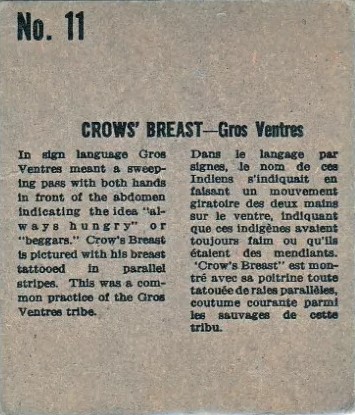 No. 11
CROWS' BREAST—Gros Ventres
In sign language Gros
Ventres meant a sweep-
ing pass with both hands
in front of the abdomen
indicating the idea "al-
ways hungry" or
"beggars." Crow's Breast
is pictured with his breast
tattooed in parallel
stripes. This was a com-
mon practice of the Gros
Ventres tribe.
Dans le langage par
signes, le nom de ces
Indiens s'indiquait en
faisant un mouvement
giratoire des deux mains
sur le ventre, indiquant
que ces indigènes avaient
toujours faim ou qu'ils
étaient des mendiants.
'Crow's Breast" est mon-
tré avec sa poitrine toute
tatouée de raies parallèles,
coutume courante parmi
les sauvages de cette
tribu.